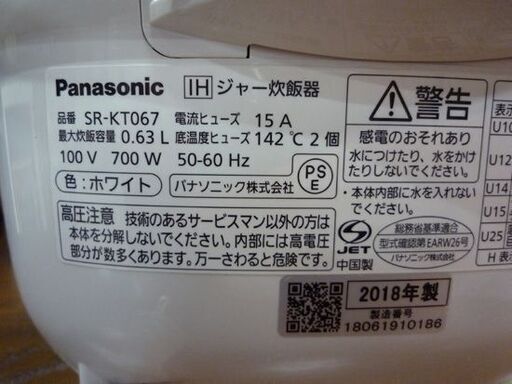 Panasonic IH ジャー炊飯器
品番 SR-KT067 電流ヒューズ 15 A
最大炊飯容量 0.63 L 底温度ヒューズ 142 ℃ 2 個
100 V 700 W 50-60 Hz
色：ホワイト パナソニック株式会社
PSE
高圧注意 技術のあるサービスマン以外の方は
本体を分解しないでください。内部には高電圧
部分が数多くあります。万一さわると危険です。
警告
感電のおそれあり
水につけたり、水をかけ
たりしないでください。
・本体内部に水を入れない
でください。
S
JET
中国製
総務省基準適合
型式確認第EARW26号
パナソニック株式会社
2018年製
製造番号
18061910186
表示
U10
U12
U14
U15
U25
H 表示